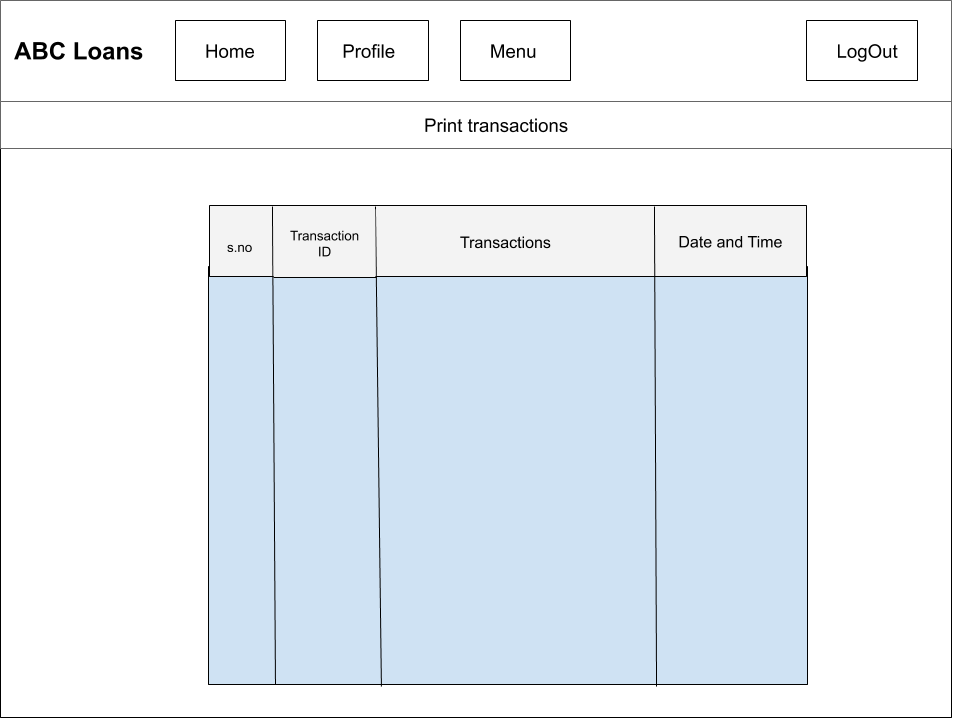 ABC Loans
Home
Profile
Menu
LogOut
Print transactions
s.no
Transaction
ID
Transactions
Date and Time